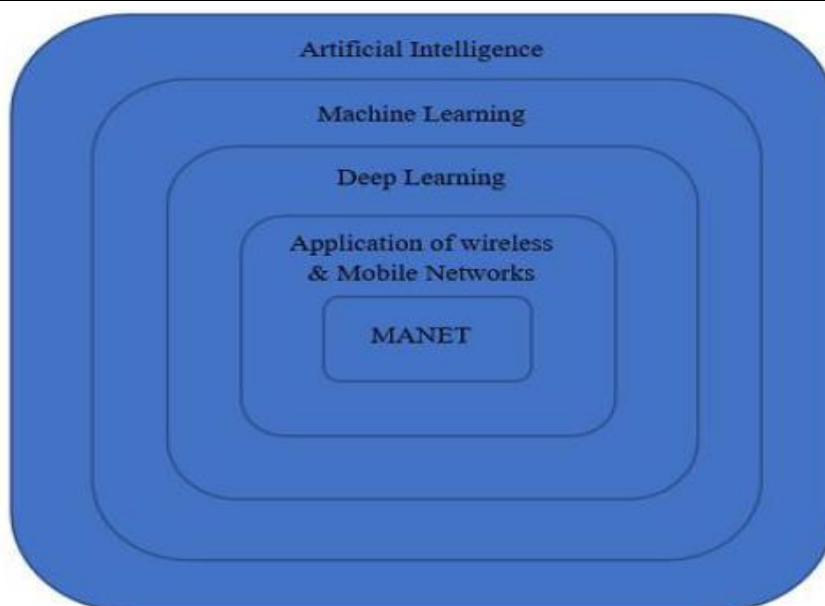 Artificial Intelligence
Machine Learning
Deep Learning
Application of wireless
& Mobile Networks
MANET